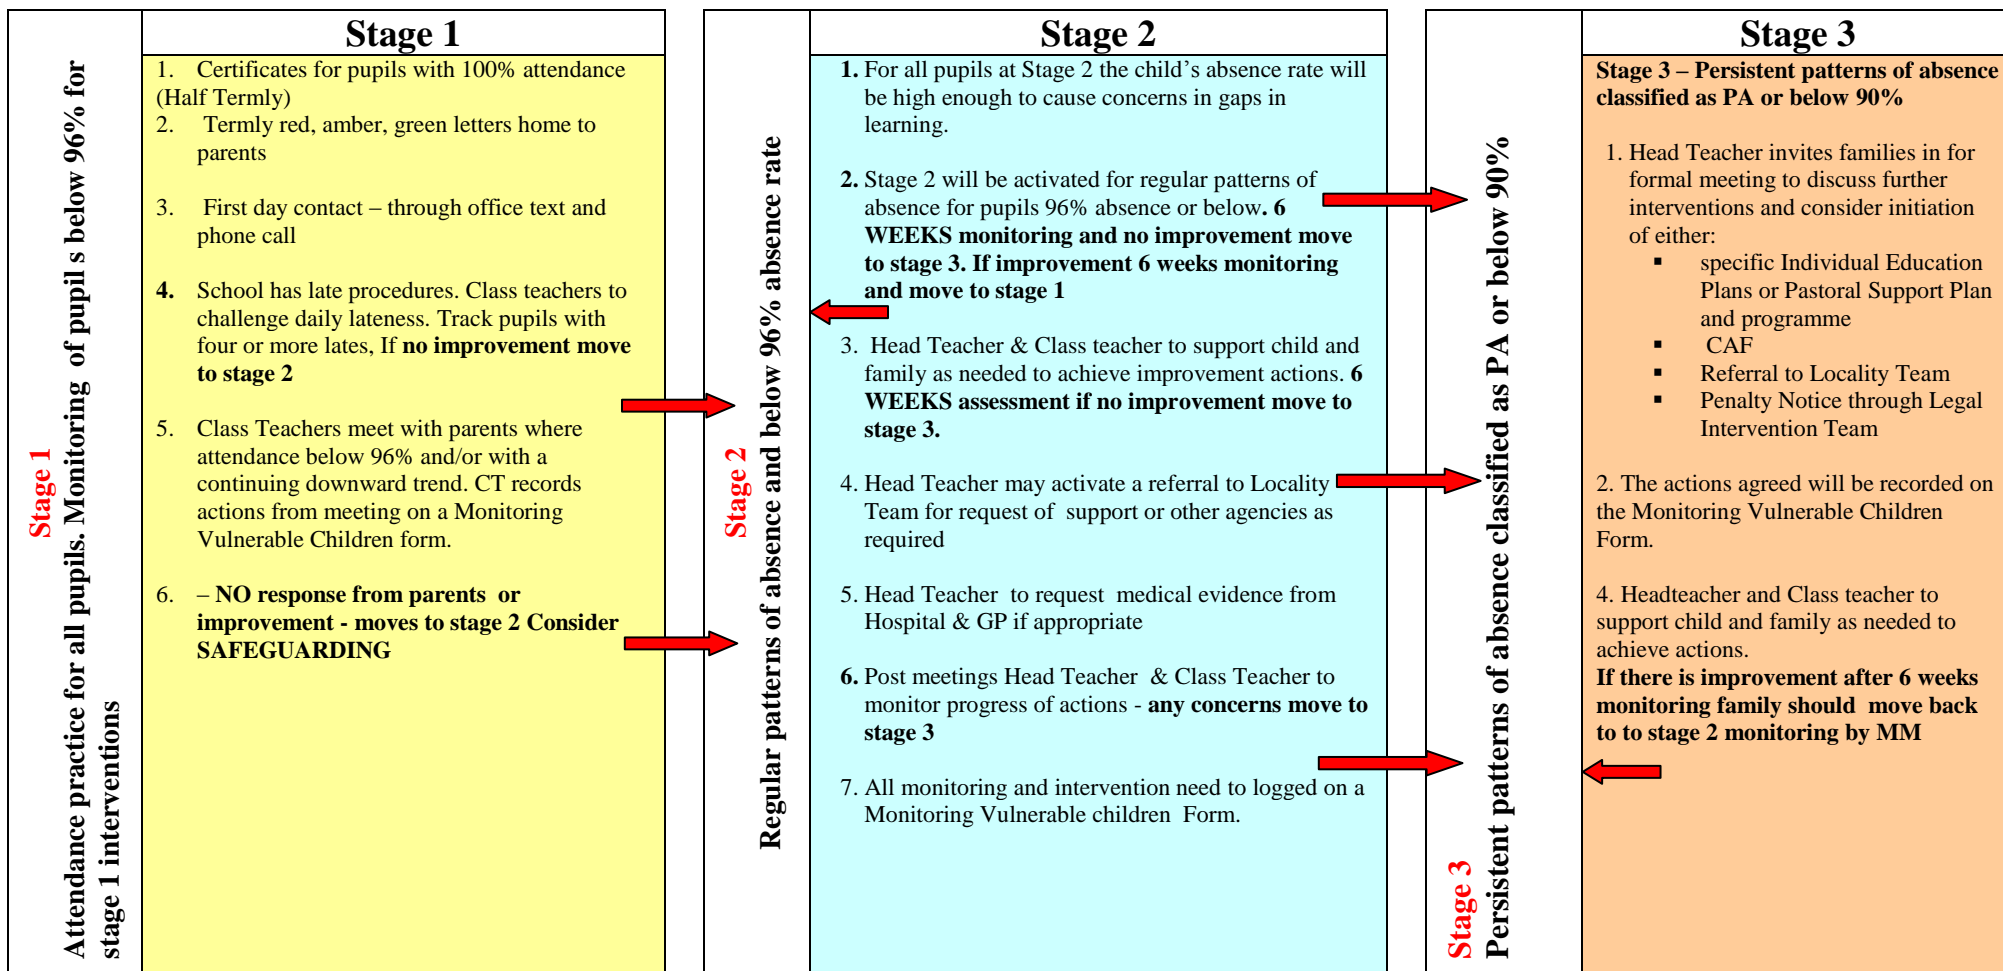 Stage 1
Attendance practice for all pupils. Monitoring of pupil s below 96% for
stage 1 interventions
Stage 1
1. Certificates for pupils with 100% attendance
(Half Termly)
2. Termly red, amber, green letters home to
parents
3. First day contact – through office text and
phone call
4. School has late procedures. Class teachers to
challenge daily lateness. Track pupils with
four or more lates, If no improvement move
to stage 2
5. Class Teachers meet with parents where
attendance below 96% and/or with a
continuing downward trend. CT records
actions from meeting on a Monitoring
Vulnerable Children form.
6. – NO response from parents or
improvement - moves to stage 2 Consider
SAFEGUARDING
Stage 2
Regular patterns of absence and below 96% absence rate
Stage 2
1. For all pupils at Stage 2 the child’s absence rate will
be high enough to cause concerns in gaps in
learning.
2. Stage 2 will be activated for regular patterns of
absence for pupils 96% absence or below. 6
WEEKS monitoring and no improvement move
to stage 3. If improvement 6 weeks monitoring
and move to stage 1
3. Head Teacher & Class teacher to support child and
family as needed to achieve improvement actions. 6
WEEKS assessment if no improvement move to
stage 3.
4. Head Teacher may activate a referral to Locality
Team for request of support or other agencies as
required
5. Head Teacher to request medical evidence from
Hospital & GP if appropriate
6. Post meetings Head Teacher & Class Teacher to
monitor progress of actions - any concerns move to
stage 3
7. All monitoring and intervention need to logged on a
Monitoring Vulnerable children Form.
Stage 3
Persistent patterns of absence classified as PA or below 90%
Stage 3
Stage 3 – Persistent patterns of absence
classified as PA or below 90%
1. Head Teacher invites families in for
formal meeting to discuss further
interventions and consider initiation
of either:
▪ specific Individual Education
Plans or Pastoral Support Plan
and programme
▪ CAF
▪ Referral to Locality Team
▪ Penalty Notice through Legal
Intervention Team
2. The actions agreed will be recorded on
the Monitoring Vulnerable Children
Form.
4. Headteacher and Class teacher to
support child and family as needed to
achieve actions.
If there is improvement after 6 weeks
monitoring family should move back
to to stage 2 monitoring by MM